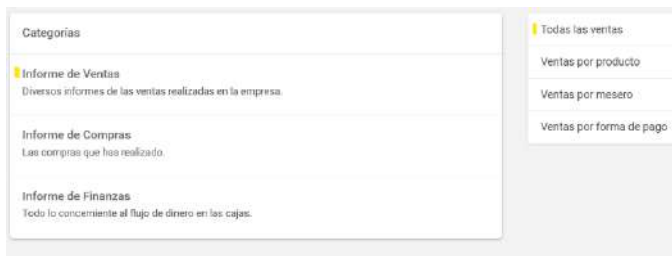 Categorías
Informe de Ventas
Diversos informes de las ventas realizadas en la empresa.
Informe de Compras
Las compras que has realizado.
Informe de Finanzas
Todo lo concerniente al flujo de dinero en las cajas.
Todas las ventas
Ventas por producto
Ventas por mesero
Ventas por forma de pago